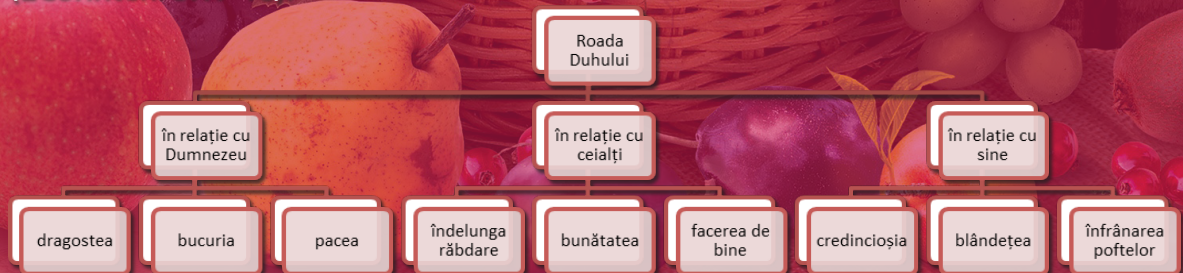 Roada
Duhului
în relație cu
Dumnezeu
în relație cu
ceialți
în relație cu
sine
dragostea
bucuria
pacea
îndelunga
răbdare
bunătatea
facerea de
bine
credincioșia
blândețea
înfrânarea
poftelor